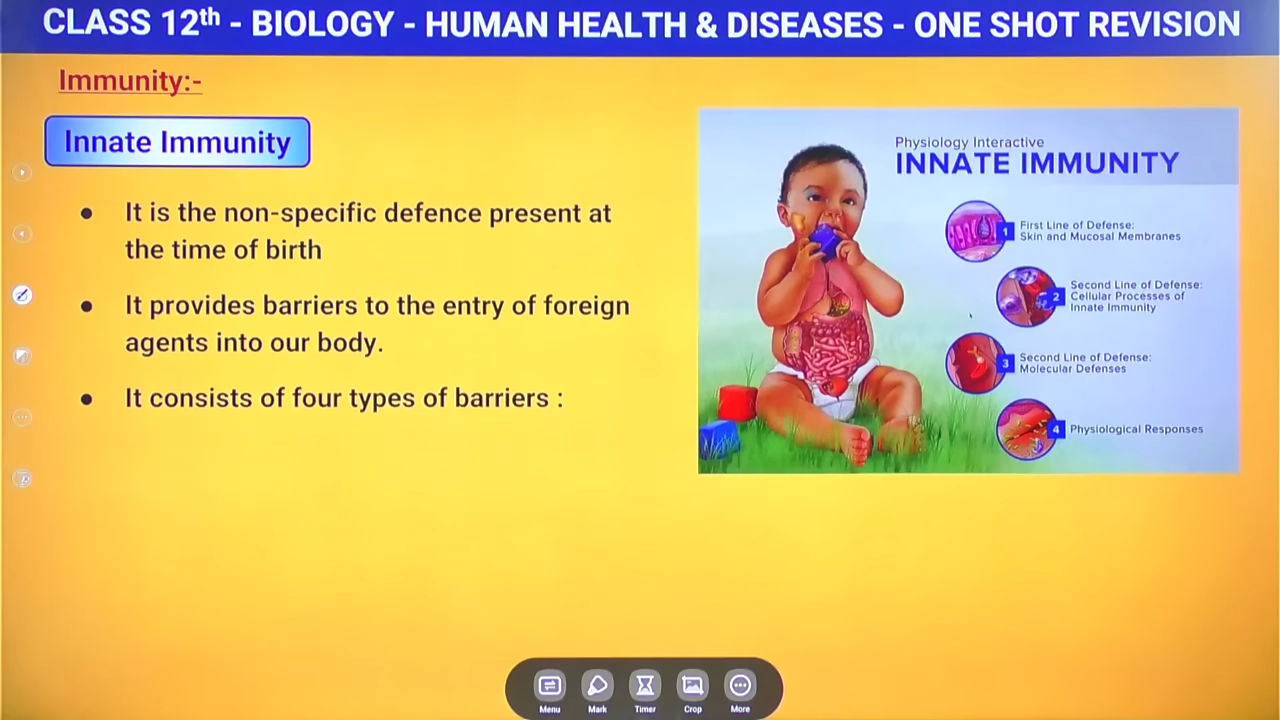 CLASS 12th - BIOLOGY - HUMAN HEALTH & DISEASES - ONE SHOT REVISION
Immunity:-
Innate Immunity
● It is the non-specific defence present at
the time of birth
● It provides barriers to the entry of foreign
agents into our body.
● It consists of four types of barriers :
Physiology Interactive
INNATE IMMUNITY
1 First Line of Defense:
Skin and Mucosal Membranes
2 Second Line of Defense:
Cellular Processes of
Innate Immunity
3 Second Line of Defense:
Molecular Defenses
4 Physiological Responses
Menu Mark Timer Crop More